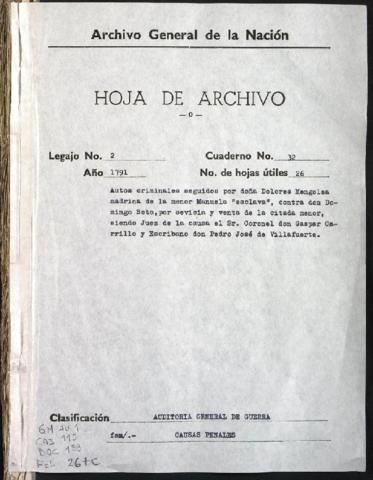 Archivo General de la Nación
HOJA DE ARCHIVO
—o—
Legajo No. 2 Cuaderno No. 32
Año 1791 No. de hojas útiles 26
Autos criminales seguidos por doña Dolores Mengolea
madrina de la menor Manuela "esclava", contra don Do-
mingo Soto, por sevicia y venta de la citada menor,
siendo Juez de la causa el Sr. Coronel don Gaspar Ca-
rrillo y Escribano don Pedro José de Villafuerte.
Clasificación AUDITORIA GENERAL DE GUERRA
fsm/.- CAUSAS PENALES
CAJ 119
DOC 199
26+C